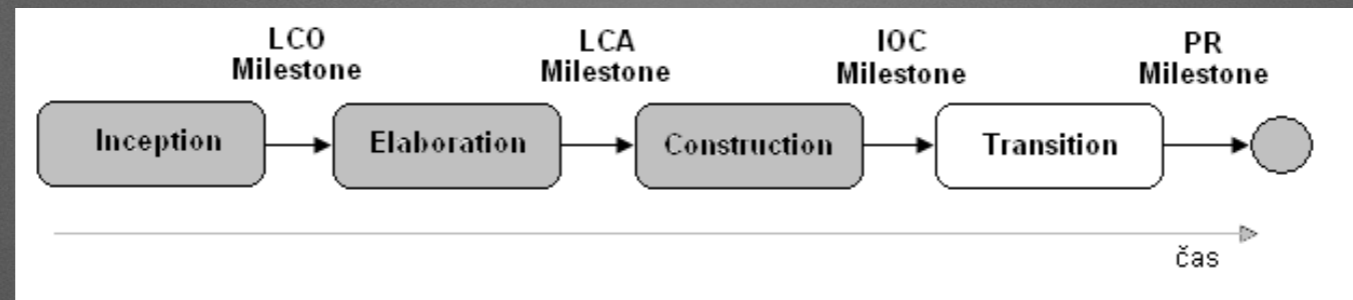 LCO
Milestone
LCA
Milestone
IOC
Milestone
PR
Milestone
Inception
Elaboration
Construction
Transition
čas